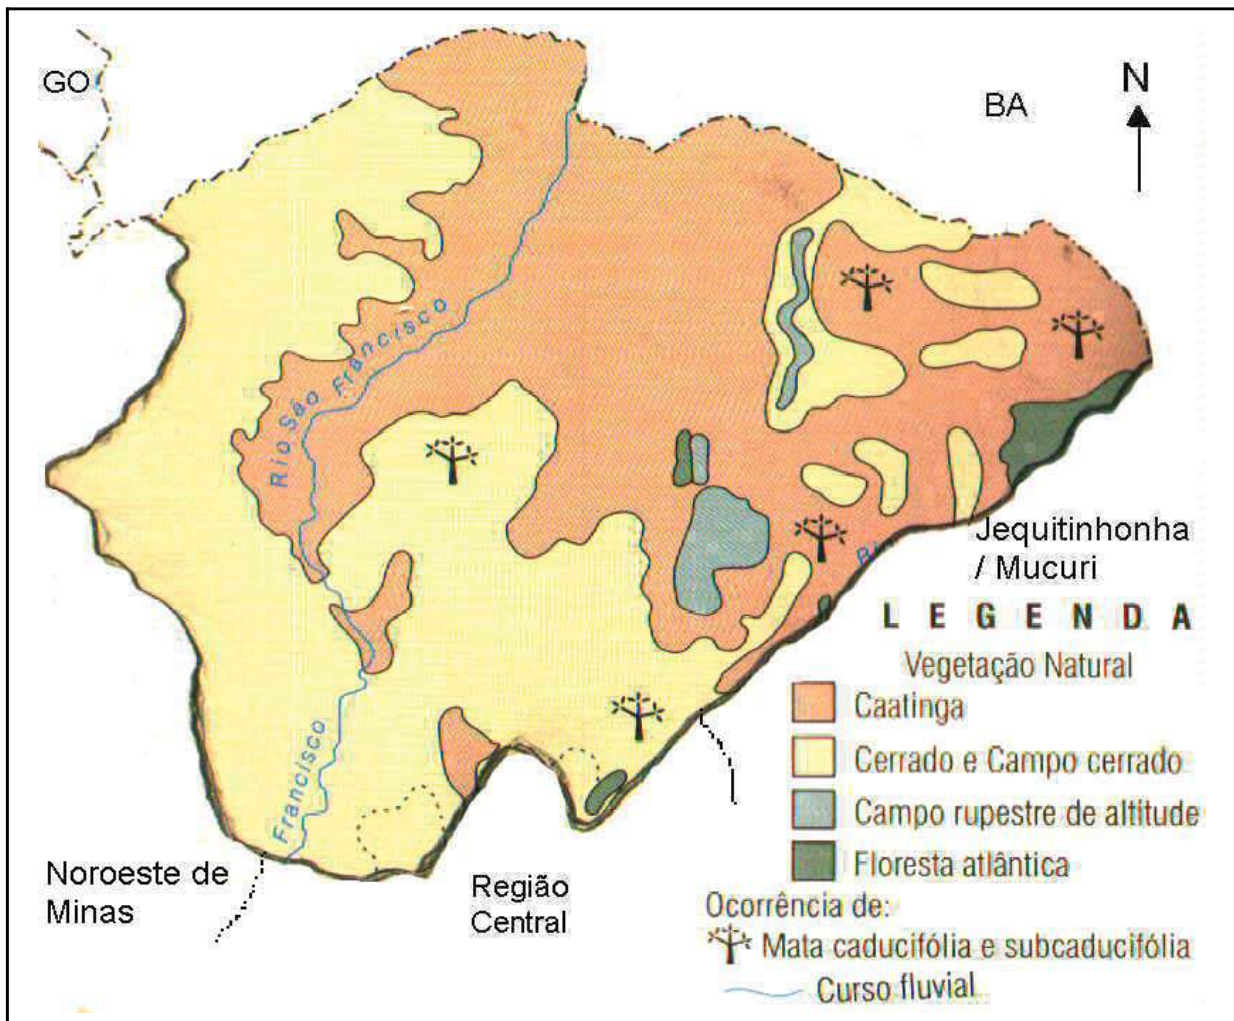 GO
BA
N
Rio São Francisco
Francisco
Jequitinhonha
/ Mucuri
LEGENDA
Vegetação Natural
Caatinga
Cerrado e Campo cerrado
Campo rupestre de altitude
Floresta atlântica
Ocorrência de:
Mata caducifólia e subcaducifólia
Curso fluvial
Noroeste de
Minas
Região
Central